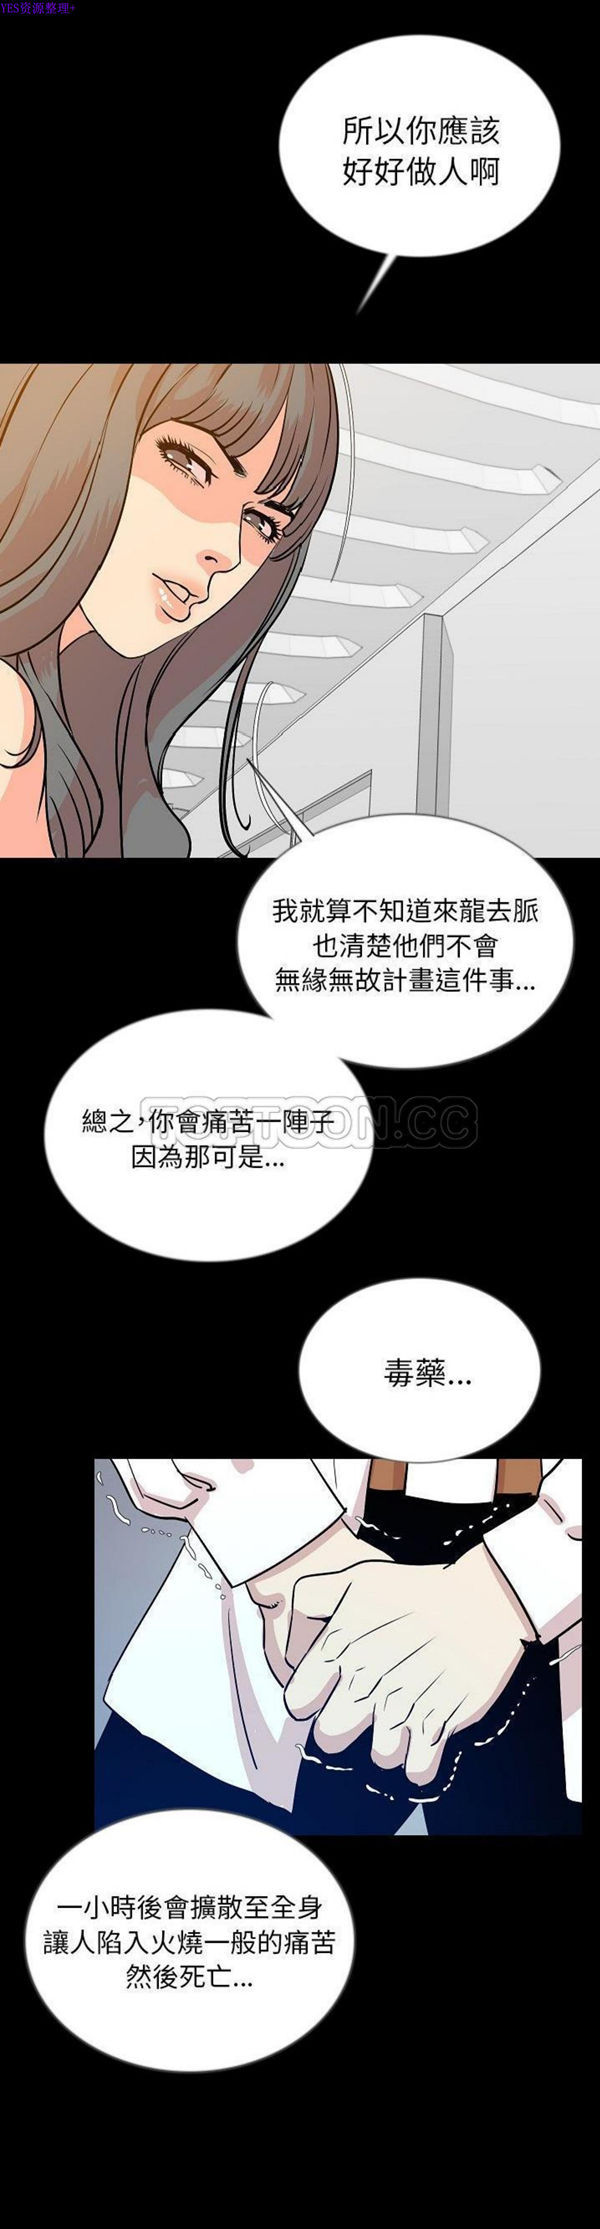 YES资源整理+
所以你應該
好好做人啊
我就算不知道來龍去脈
也清楚他們不會
無緣無故計畫這件事...
總之,你會痛苦一陣子
因為那可是...
TOPTOON.CC
毒藥...
一小時後會擴散至全身
讓人陷入火燒一般的痛苦
然後死亡...